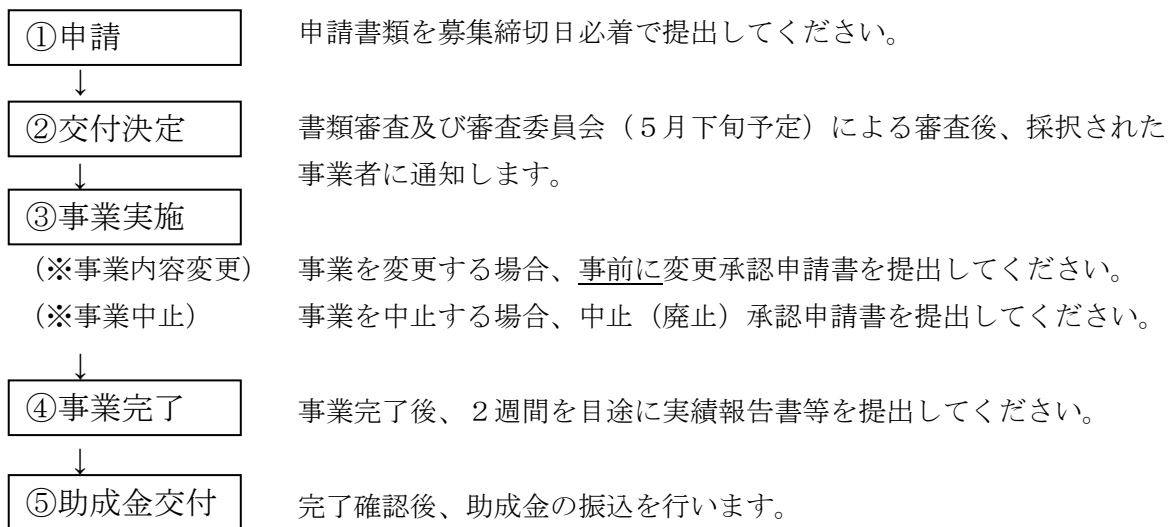 ①申請 申請書類を募集締切日必着で提出してください。
↓
②交付決定 書類審査及び審査委員会（５月下旬予定）による審査後、採択された
↓ 事業者に通知します。
③事業実施
（※事業内容変更） 事業を変更する場合、事前に変更承認申請書を提出してください。
（※事業中止） 事業を中止する場合、中止（廃止）承認申請書を提出してください。
↓
④事業完了 事業完了後、２週間を目途に実績報告書等を提出してください。
↓
⑤助成金交付 完了確認後、助成金の振込を行います。